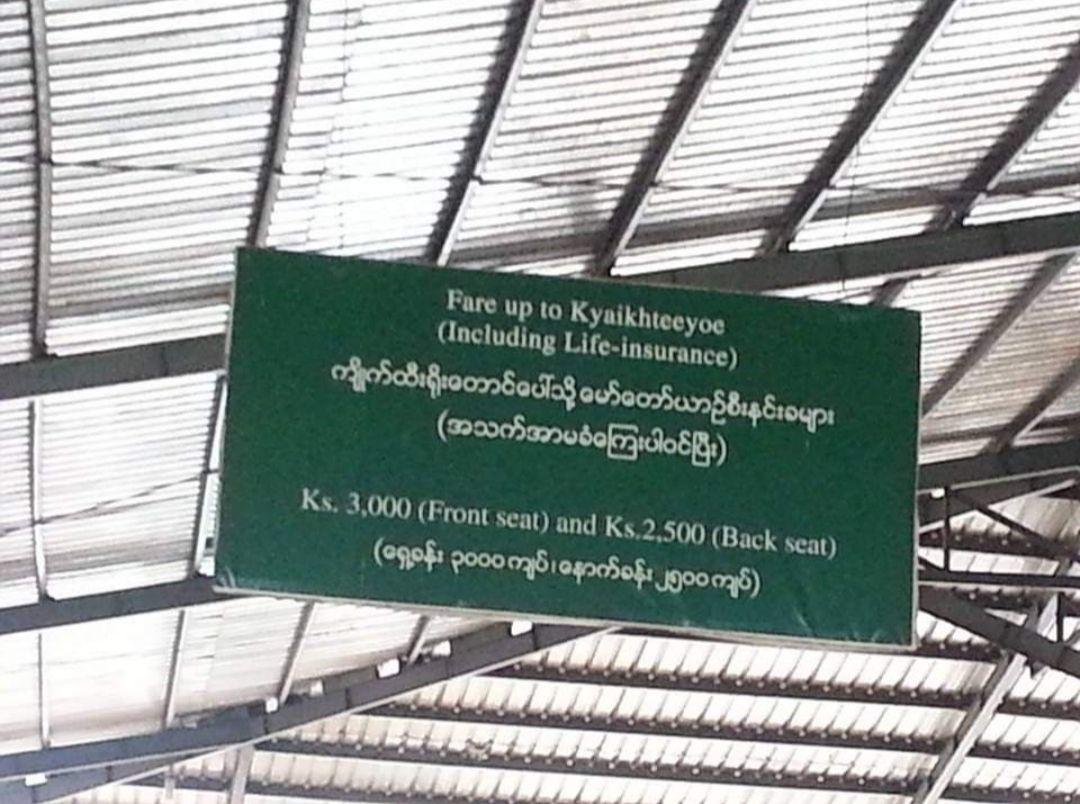 Fare up to Kyaikhteeyoe
(Including Life-insurance)
ကျိုက်ထီးရိုးတောင်ပေါ်သို့ မော်တော်ယာဉ်စီးနင်းခများ
(အသက်အာမခံကြေးပါဝင်ပြီး)
Ks. 3,000 (Front seat) and Ks.2,500 (Back seat)
(ရှေ့ခန်း ၃၀၀၀ကျပ်၊နောက်ခန်း၂၅၀၀ကျပ်)